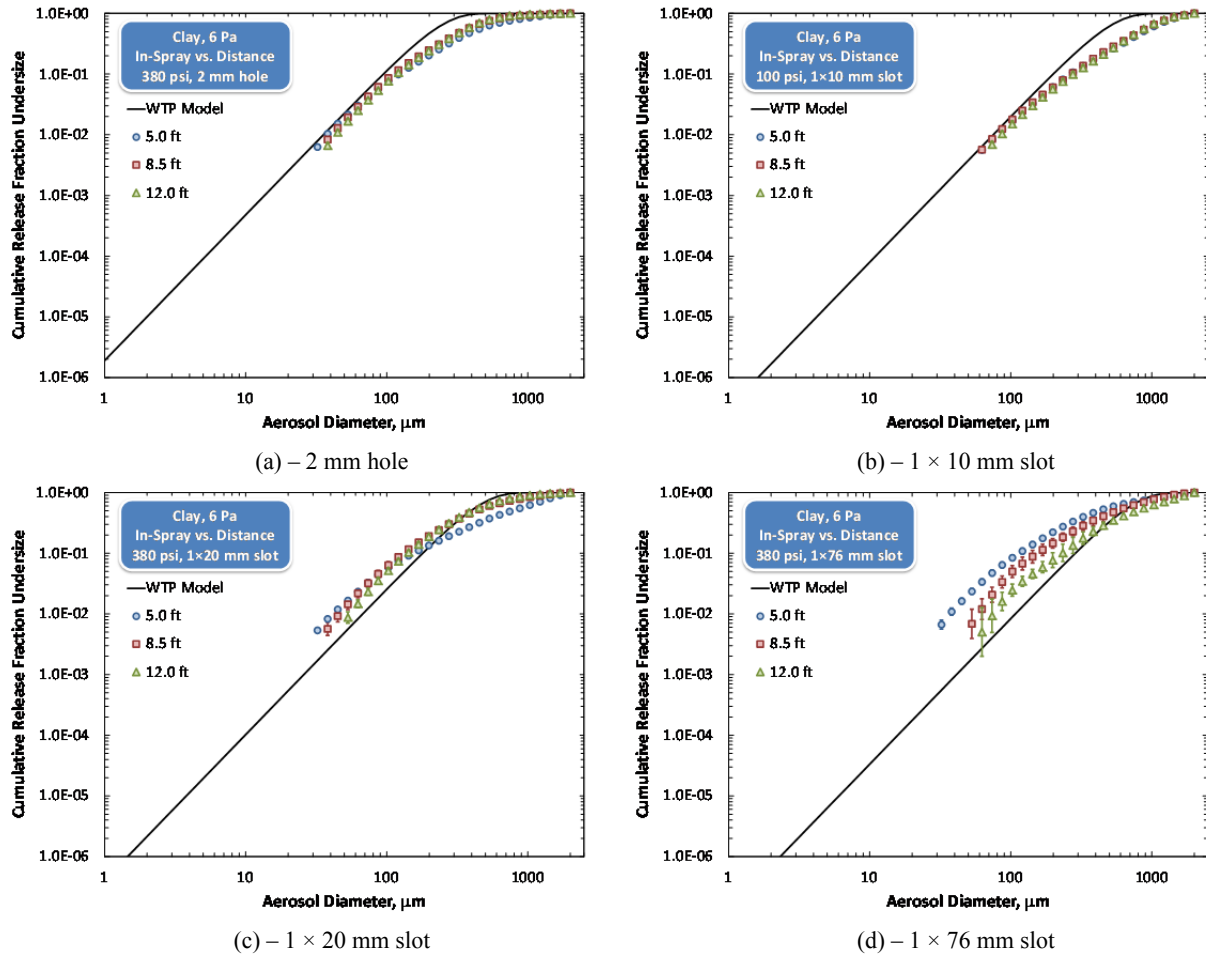 Clay, 6 Pa
In-Spray vs. Distance
380 psi, 2 mm hole
WTP Model
5.0 ft
8.5 ft
12.0 ft
Cumulative Release Fraction Undersize
1.0E+00
1.0E-01
1.0E-02
1.0E-03
1.0E-04
1.0E-05
1.0E-06
1 10 100 1000
Aerosol Diameter, µm
(a) – 2 mm hole
Clay, 6 Pa
In-Spray vs. Distance
100 psi, 1×10 mm slot
WTP Model
5.0 ft
8.5 ft
12.0 ft
Cumulative Release Fraction Undersize
1.0E+00
1.0E-01
1.0E-02
1.0E-03
1.0E-04
1.0E-05
1.0E-06
1 10 100 1000
Aerosol Diameter, µm
(b) – 1 × 10 mm slot
Clay, 6 Pa
In-Spray vs. Distance
380 psi, 1×20 mm slot
WTP Model
5.0 ft
8.5 ft
12.0 ft
Cumulative Release Fraction Undersize
1.0E+00
1.0E-01
1.0E-02
1.0E-03
1.0E-04
1.0E-05
1.0E-06
1 10 100 1000
Aerosol Diameter, µm
(c) – 1 × 20 mm slot
Clay, 6 Pa
In-Spray vs. Distance
380 psi, 1×76 mm slot
WTP Model
5.0 ft
8.5 ft
12.0 ft
Cumulative Release Fraction Undersize
1.0E+00
1.0E-01
1.0E-02
1.0E-03
1.0E-04
1.0E-05
1.0E-06
1 10 100 1000
Aerosol Diameter, µm
(d) – 1 × 76 mm slot